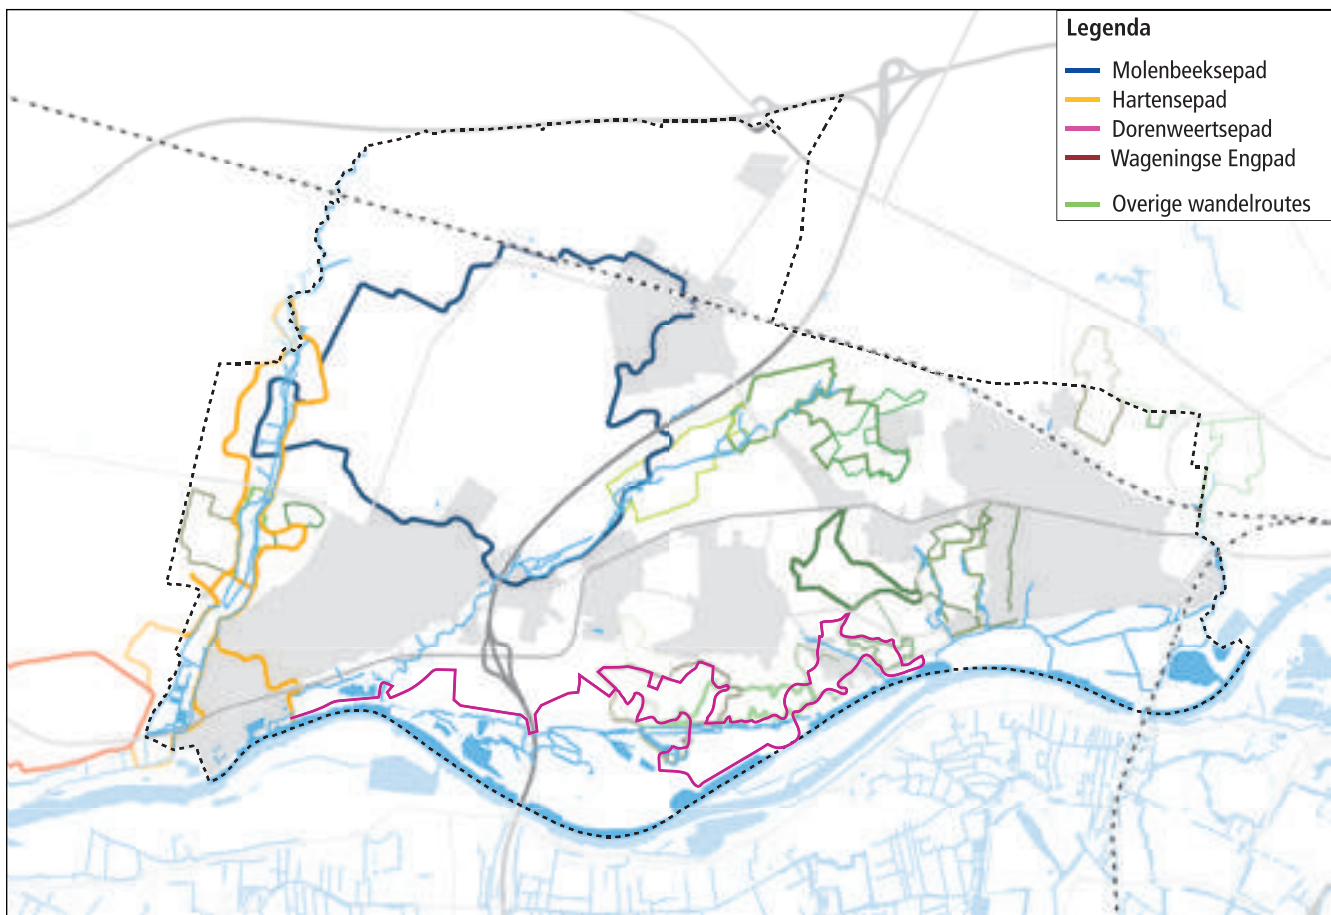 Legenda
Molenbeeksepad
Hartensepad
Dorenweertsepad
Wageningse Engpad
Overige wandelroutes